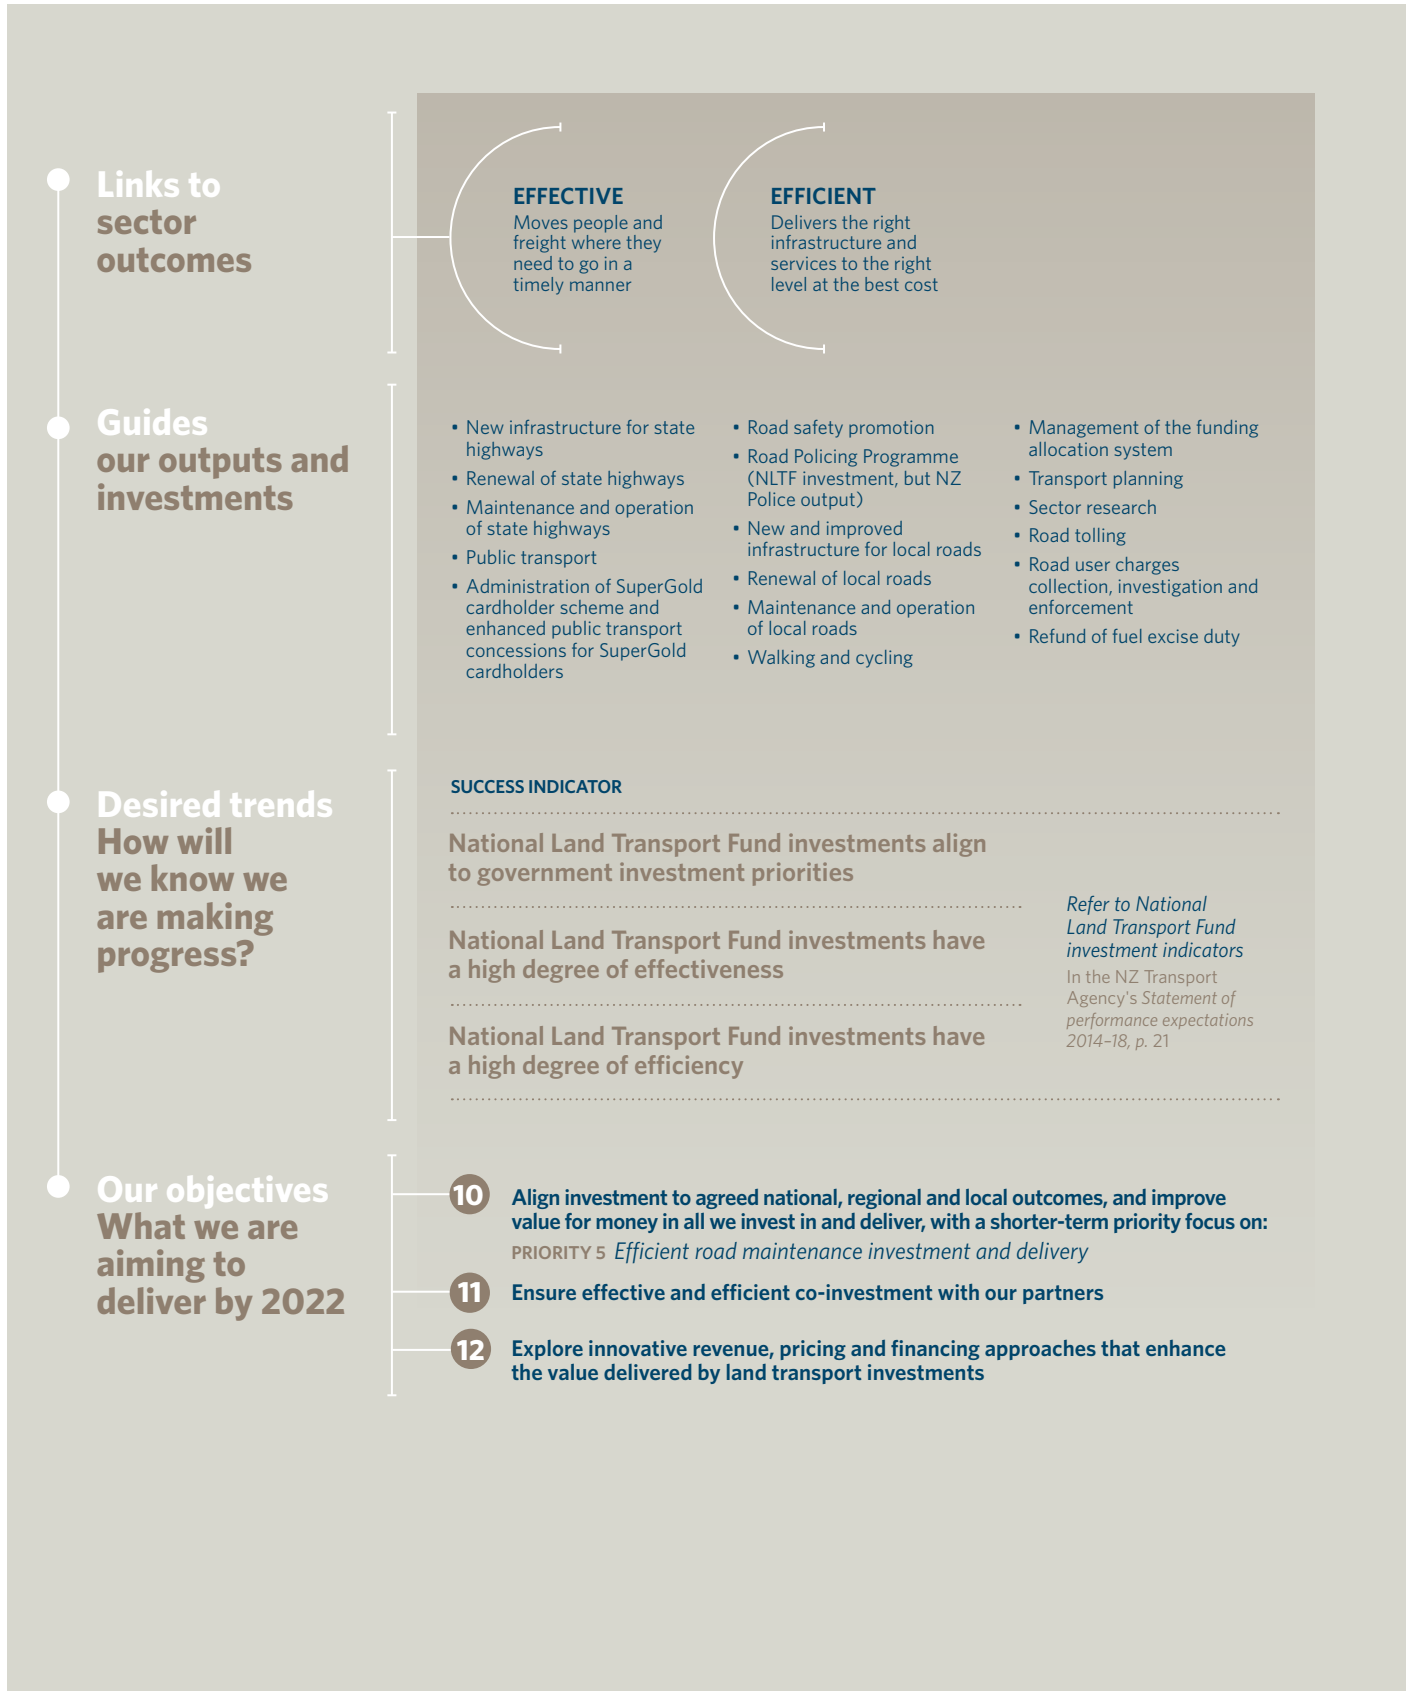 Links to
sector
outcomes
EFFECTIVE
Moves people and
freight where they
need to go in a
timely manner
EFFICIENT
Delivers the right
infrastructure and
services to the right
level at the best cost
Guides
our outputs and
investments
• New infrastructure for state
highways
• Renewal of state highways
• Maintenance and operation
of state highways
• Public transport
• Administration of SuperGold
cardholder scheme and
enhanced public transport
concessions for SuperGold
cardholders
• Road safety promotion
• Road Policing Programme
(NLTF investment, but NZ
Police output)
• New and improved
infrastructure for local roads
• Renewal of local roads
• Maintenance and operation
of local roads
• Walking and cycling
• Management of the funding
allocation system
• Transport planning
• Sector research
• Road tolling
• Road user charges
collection, investigation and
enforcement
• Refund of fuel excise duty
Desired trends
How will
we know we
are making
progress?
SUCCESS INDICATOR
National Land Transport Fund investments align
to government investment priorities
National Land Transport Fund investments have
a high degree of effectiveness
National Land Transport Fund investments have
a high degree of efficiency
Refer to National
Land Transport Fund
investment indicators
In the NZ Transport
Agency's Statement of
performance expectations
2014–18, p. 21
Our objectives
What we are
aiming to
deliver by 2022
10 Align investment to agreed national, regional and local outcomes, and improve
value for money in all we invest in and deliver, with a shorter-term priority focus on:
PRIORITY 5 Efficient road maintenance investment and delivery
11 Ensure effective and efficient co-investment with our partners
12 Explore innovative revenue, pricing and financing approaches that enhance
the value delivered by land transport investments